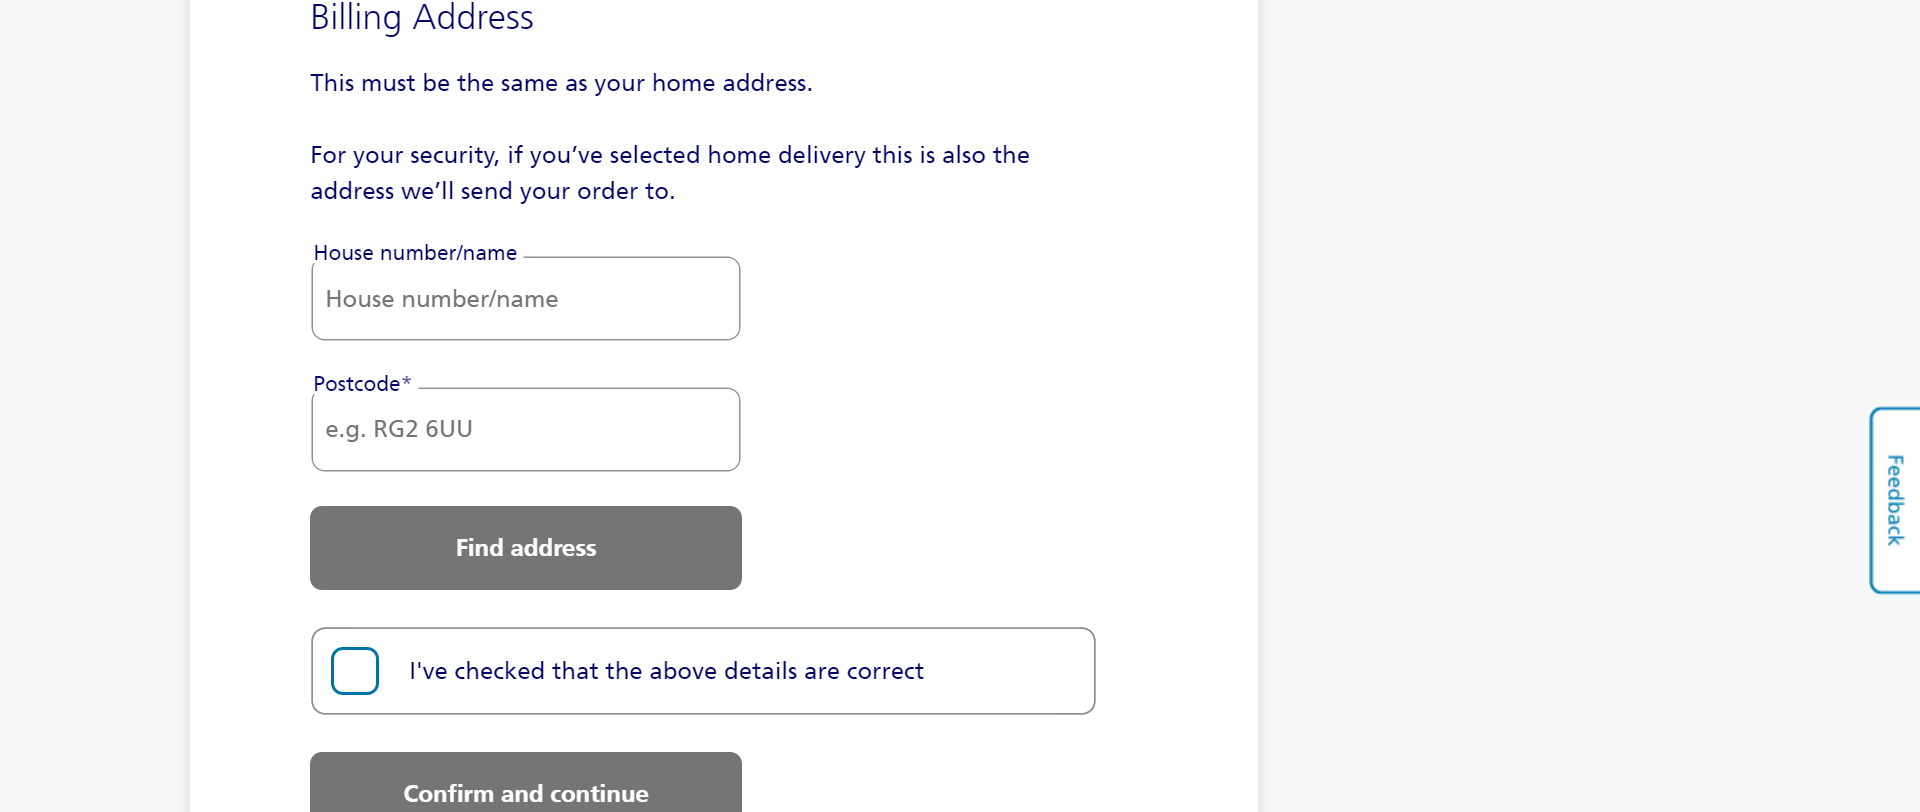 Billing Address
This must be the same as your home address.
For your security, if you’ve selected home delivery this is also the
address we’ll send your order to.
House number/name
House number/name
Postcode*
e.g. RG2 6UU
Find address
I've checked that the above details are correct
Confirm and continue
Feedback